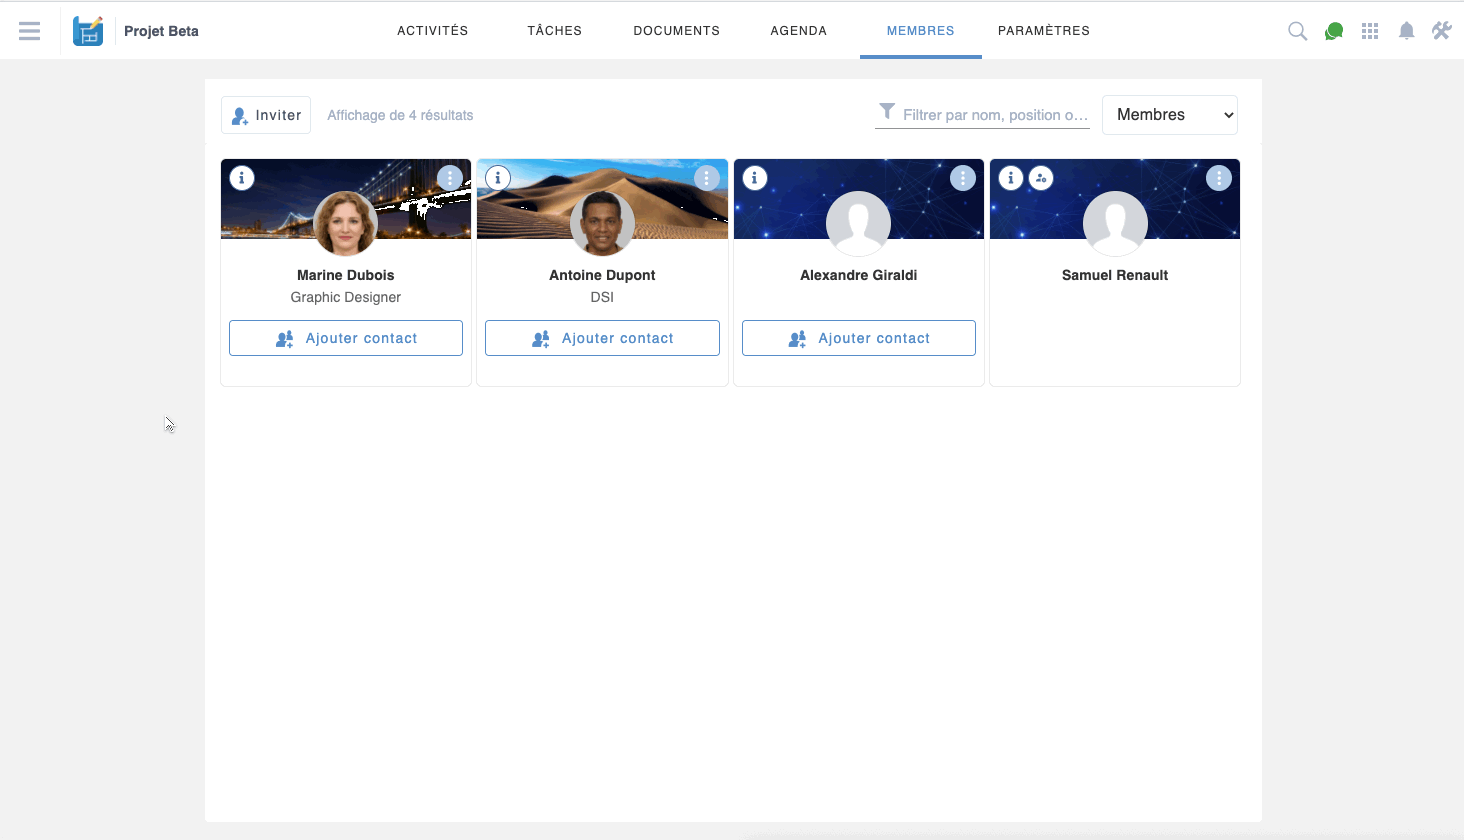 Projet Beta
ACTIVITÉS TÂCHES DOCUMENTS AGENDA MEMBRES PARAMÈTRES
Inviter Affichage de 4 résultats Filtrer par nom, position o... Membres
Marine Dubois
Graphic Designer
Ajouter contact
Antoine Dupont
DSI
Ajouter contact
Alexandre Giraldi
Ajouter contact
Samuel Renault